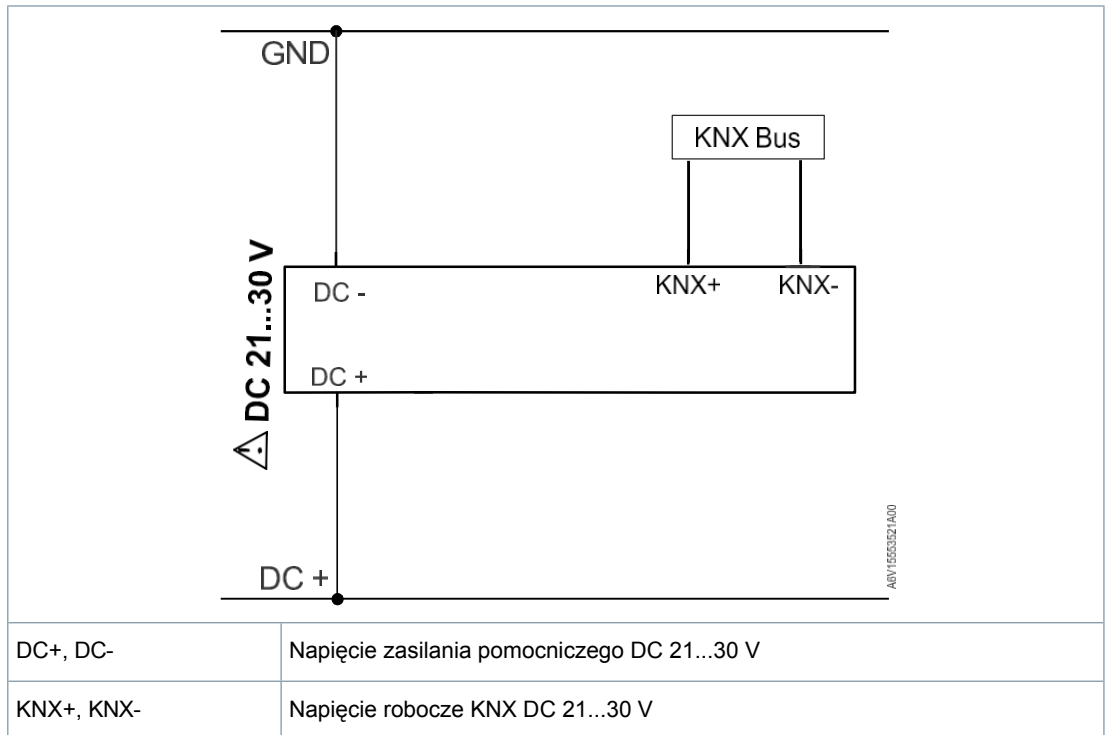 GND
KNX Bus
⚠ DC 21...30 V
DC -
KNX+
KNX-
DC +
DC +
A6V15553521A00
DC+, DC-
Napięcie zasilania pomocniczego DC 21...30 V
KNX+, KNX-
Napięcie robocze KNX DC 21...30 V